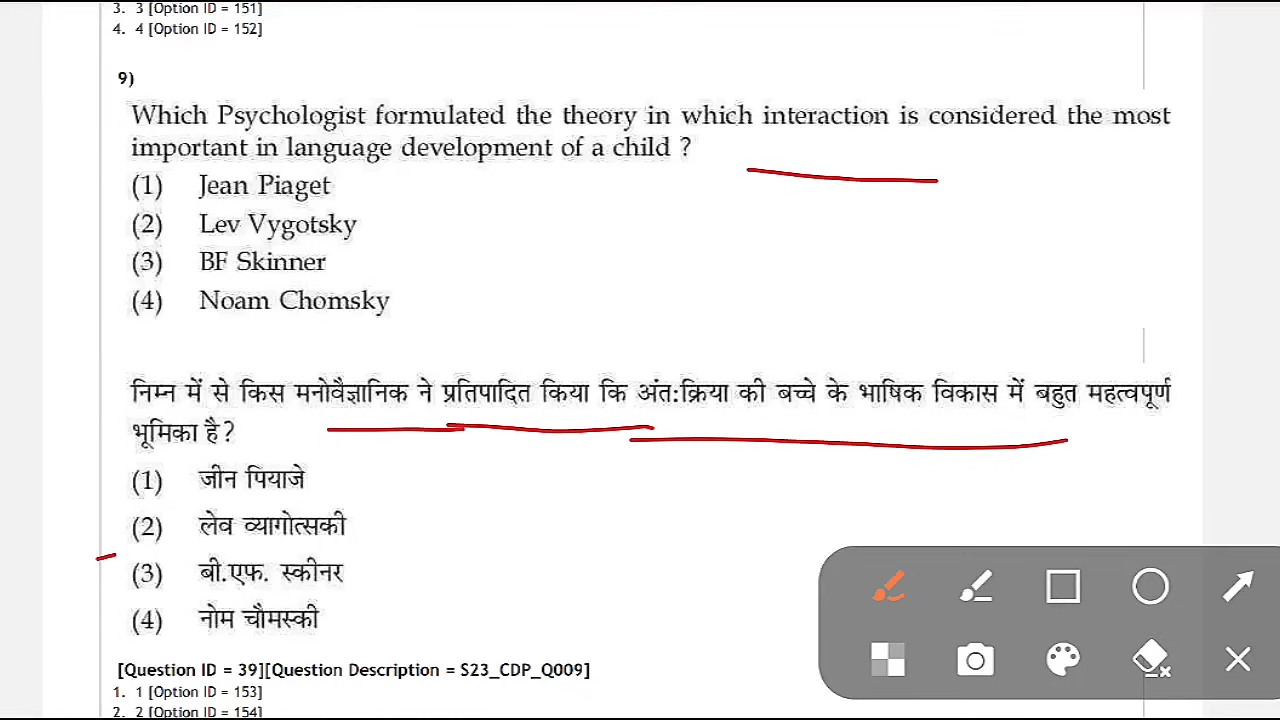 3. 3 [Option ID = 151]
4. 4 [Option ID = 152]
9)
Which Psychologist formulated the theory in which interaction is considered the most
important in language development of a child ?
(1) Jean Piaget
(2) Lev Vygotsky
(3) BF Skinner
(4) Noam Chomsky
निम्न में से किस मनोवैज्ञानिक ने प्रतिपादित किया कि अंत:क्रिया की बच्चे के भाषिक विकास में बहुत महत्वपूर्ण
भूमिका है?
(1) जीन पियाजे
(2) लेव व्यागोत्सकी
(3) बी.एफ. स्कीनर
(4) नोम चौमस्की
[Question ID = 39][Question Description = S23_CDP_Q009]
1. 1 [Option ID = 153]
2. 2 [Option ID = 154]